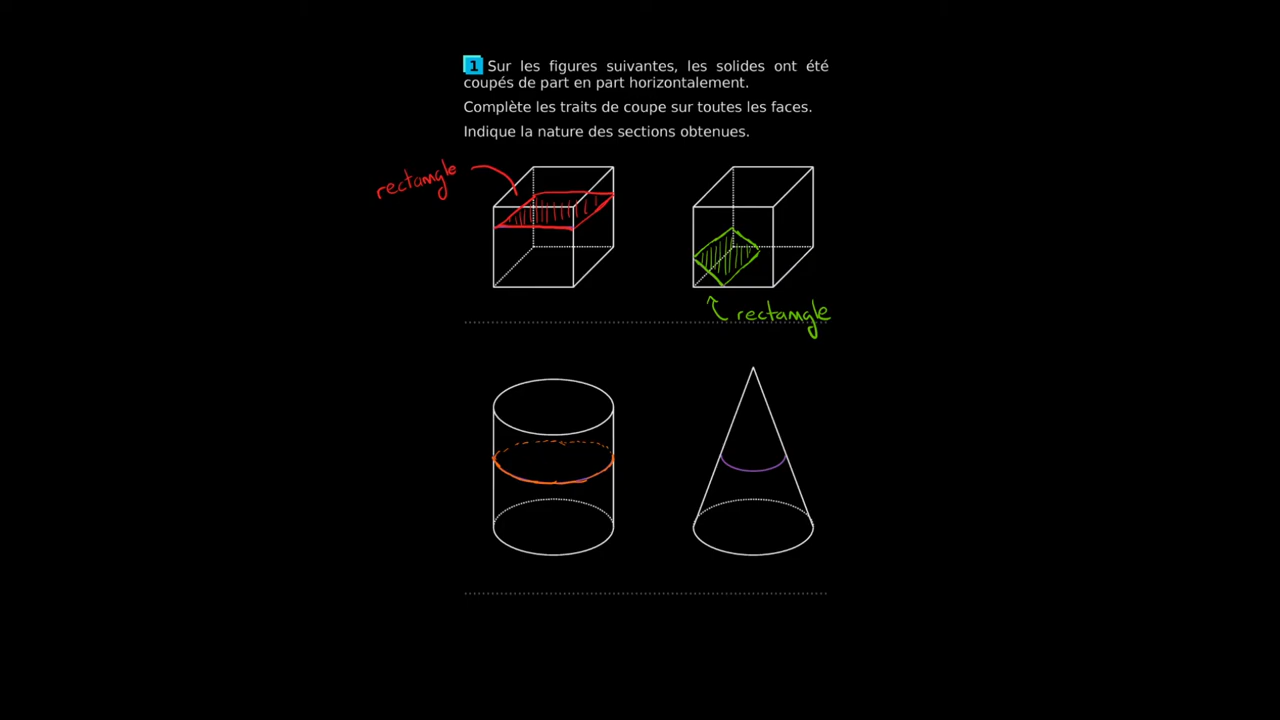 1 Sur les figures suivantes, les solides ont été
coupés de part en part horizontalement.
Complète les traits de coupe sur toutes les faces.
Indique la nature des sections obtenues.
rectangle
rectangle